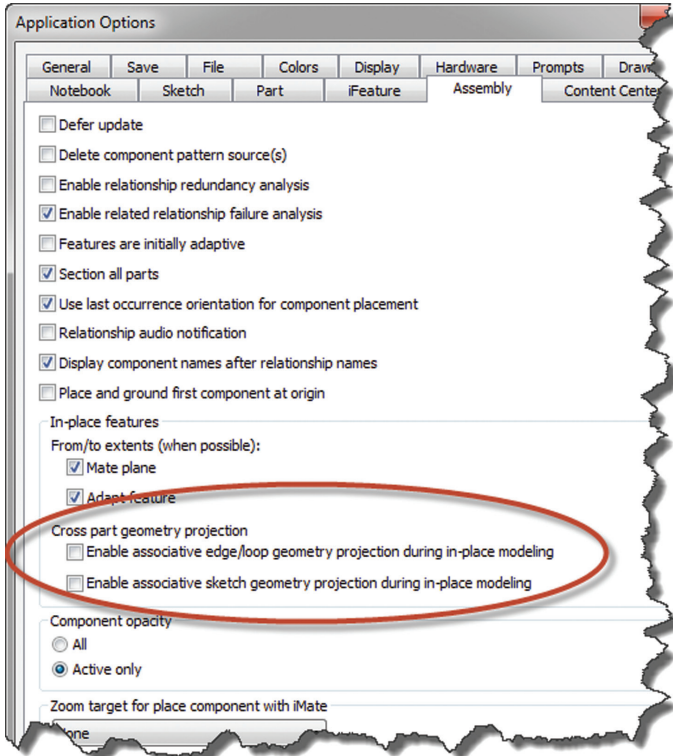 Application Options
General Save File Colors Display Hardware Prompts Draw
Notebook Sketch Part iFeature Assembly Content Center
Defer update
Delete component pattern source(s)
Enable relationship redundancy analysis
Enable related relationship failure analysis
Features are initially adaptive
Section all parts
Use last occurrence orientation for component placement
Relationship audio notification
Display component names after relationship names
Place and ground first component at origin
In-place features
From/to extents (when possible):
Mate plane
Adapt feature
Cross part geometry projection
Enable associative edge/loop geometry projection during in-place modeling
Enable associative sketch geometry projection during in-place modeling
Component opacity
All
Active only
Zoom target for place component with iMate